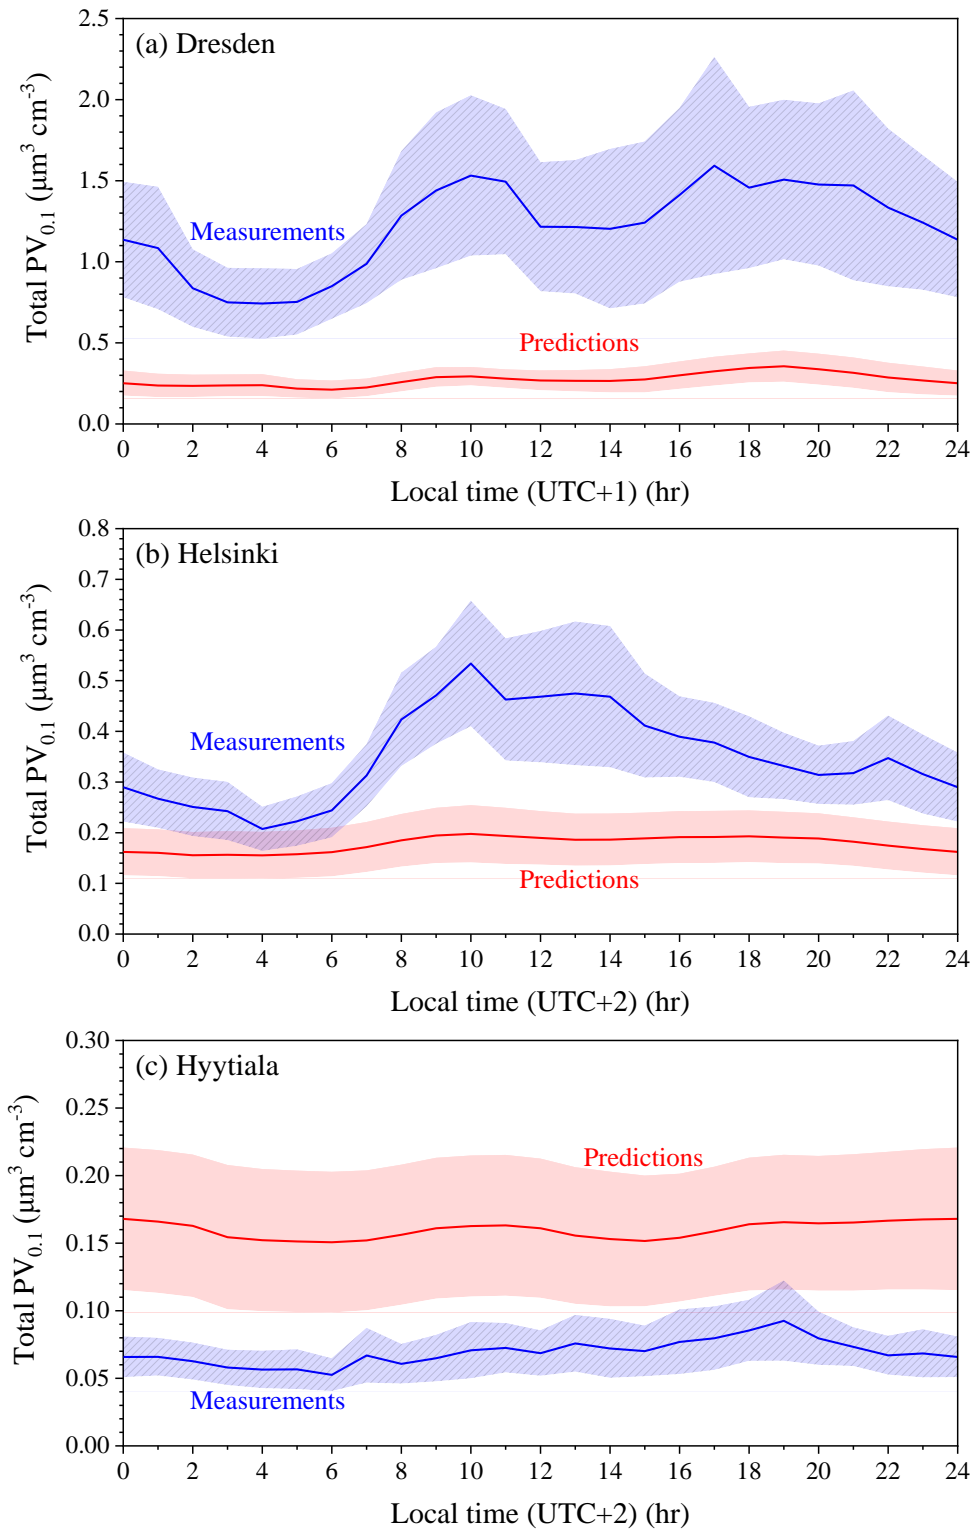 (a) Dresden
Total PV0.1 (μm³ cm⁻³)
2.5
2.0
1.5
1.0
0.5
0.0
Measurements
Predictions
0 2 4 6 8 10 12 14 16 18 20 22 24
Local time (UTC+1) (hr)
(b) Helsinki
Total PV0.1 (μm³ cm⁻³)
0.8
0.7
0.6
0.5
0.4
0.3
0.2
0.1
0.0
Measurements
Predictions
0 2 4 6 8 10 12 14 16 18 20 22 24
Local time (UTC+2) (hr)
(c) Hyytiala
Total PV0.1 (μm³ cm⁻³)
0.30
0.25
0.20
0.15
0.10
0.05
0.00
Predictions
Measurements
0 2 4 6 8 10 12 14 16 18 20 22 24
Local time (UTC+2) (hr)